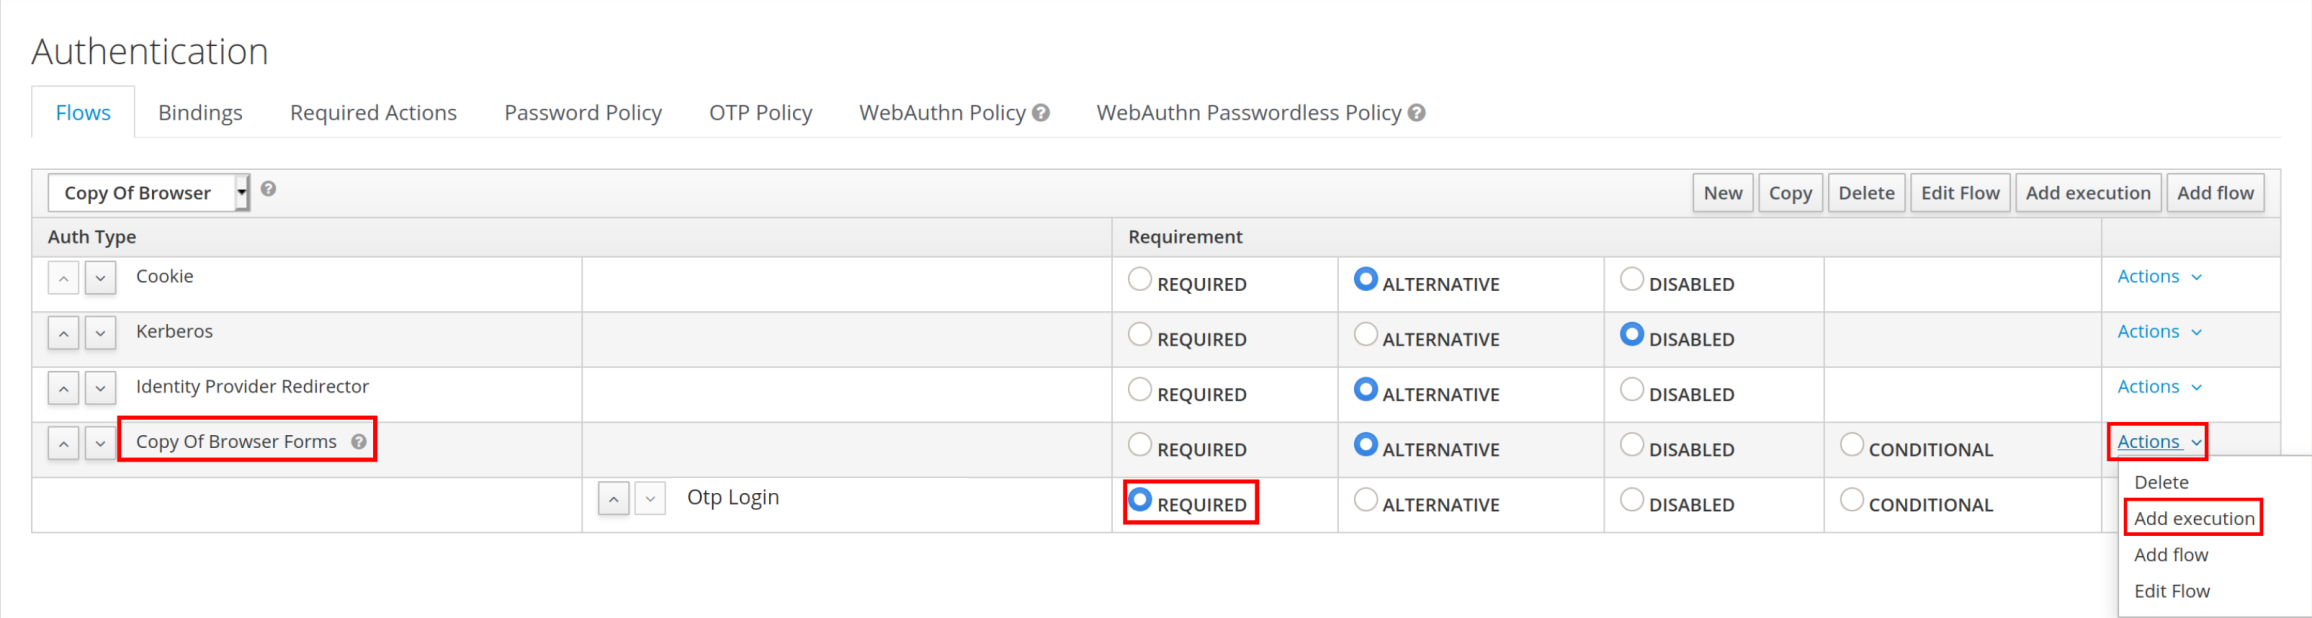 Authentication
Flows Bindings Required Actions Password Policy OTP Policy WebAuthn Policy ? WebAuthn Passwordless Policy ?
Copy Of Browser ? New Copy Delete Edit Flow Add execution Add flow
Auth Type Requirement
Cookie REQUIRED ALTERNATIVE DISABLED Actions
Kerberos REQUIRED ALTERNATIVE DISABLED Actions
Identity Provider Redirector REQUIRED ALTERNATIVE DISABLED Actions
Copy Of Browser Forms ? REQUIRED ALTERNATIVE DISABLED CONDITIONAL Actions
Otp Login REQUIRED ALTERNATIVE DISABLED CONDITIONAL
Delete
Add execution
Add flow
Edit Flow